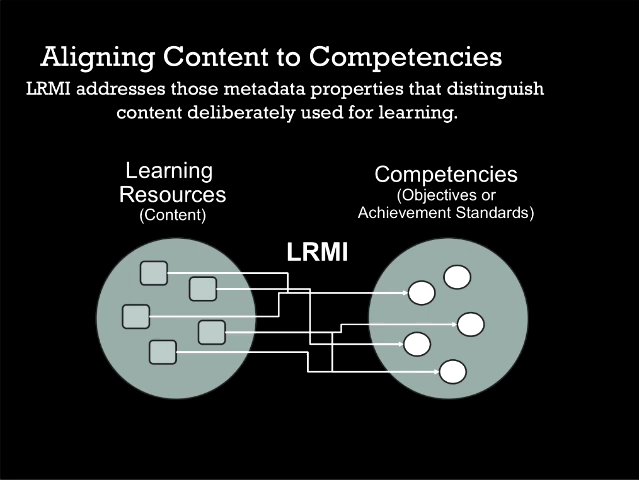 Aligning Content to Competencies
LRMI addresses those metadata properties that distinguish
content deliberately used for learning.
Learning
Resources
(Content)
Competencies
(Objectives or
Achievement Standards)
LRMI